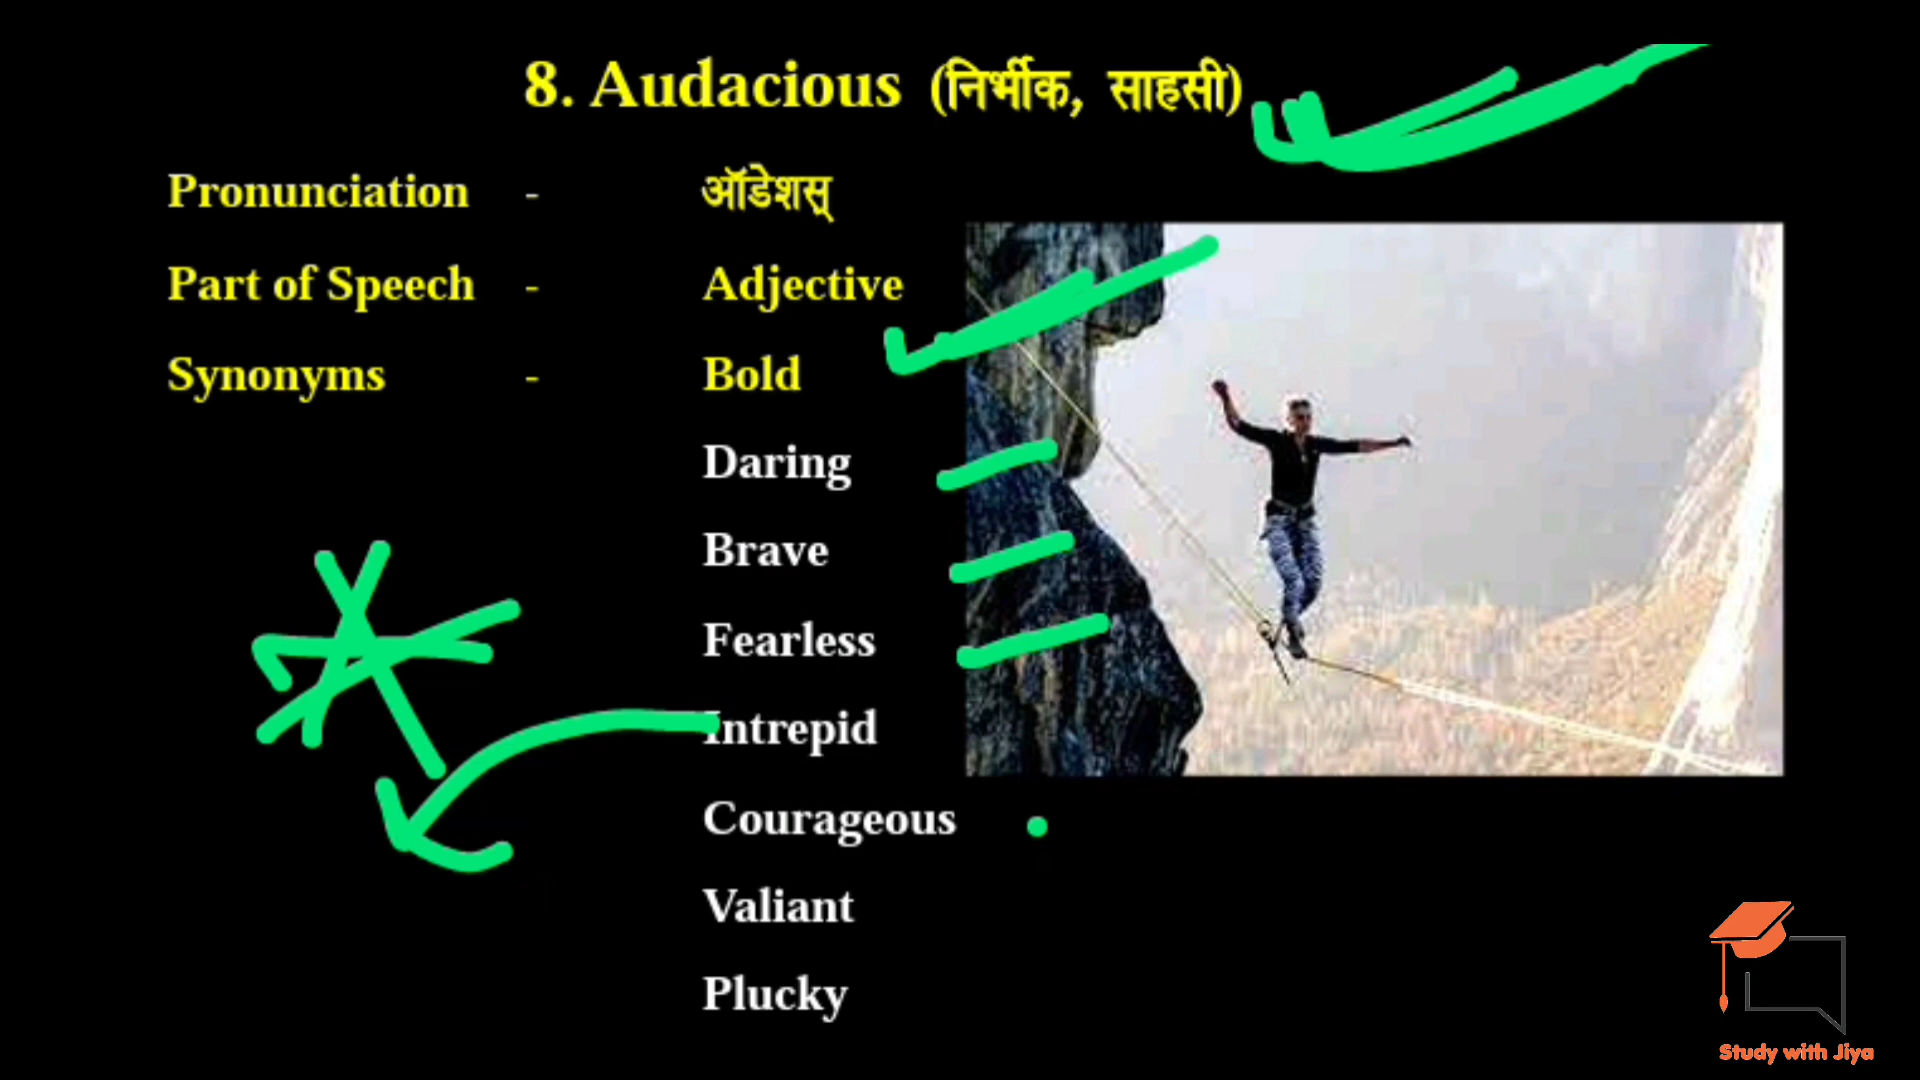 8. Audacious (निर्भीक, साहसी)
Pronunciation - ऑडेशस्
Part of Speech - Adjective
Synonyms - Bold
Daring
Brave
Fearless
Intrepid
Courageous
Valiant
Plucky
Study with Jiya